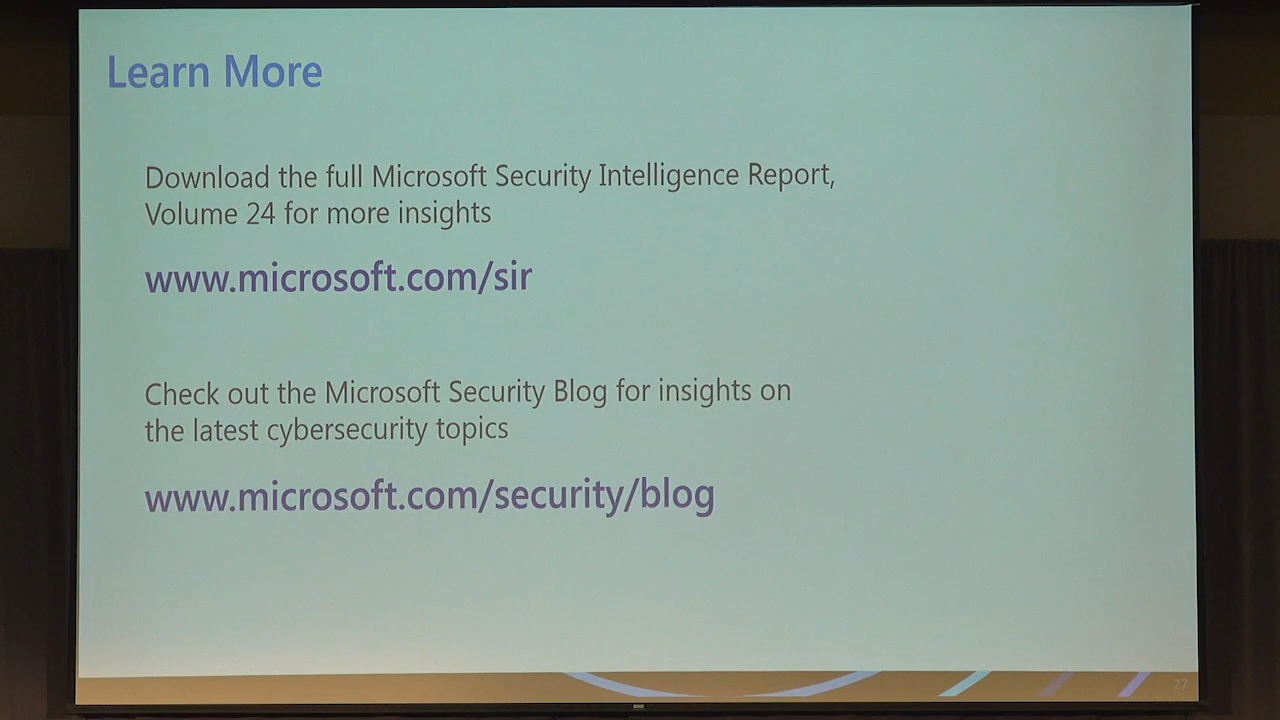 Learn More
Download the full Microsoft Security Intelligence Report,
Volume 24 for more insights
www.microsoft.com/sir
Check out the Microsoft Security Blog for insights on
the latest cybersecurity topics
www.microsoft.com/security/blog
27